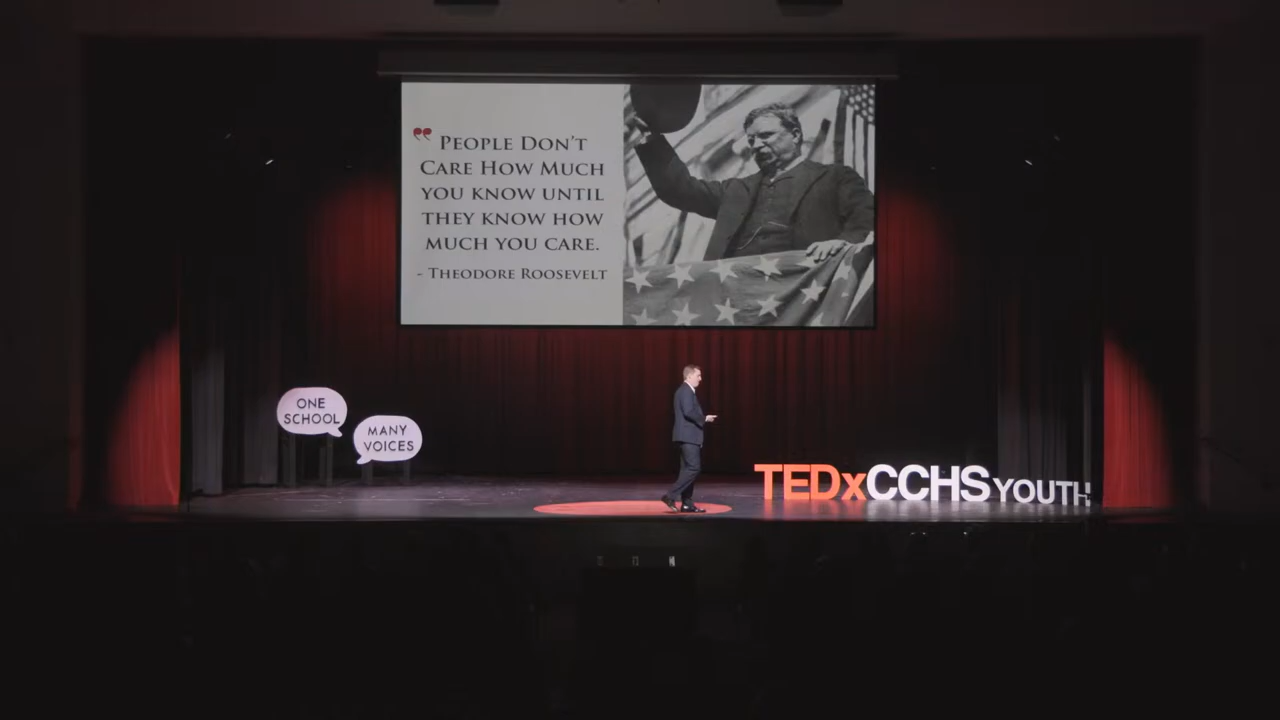 ❞ People Don't
Care How Much
you know until
they know how
much you care.
- Theodore Roosevelt
ONE
SCHOOL
MANY
VOICES
TEDxCCHSYOUTH